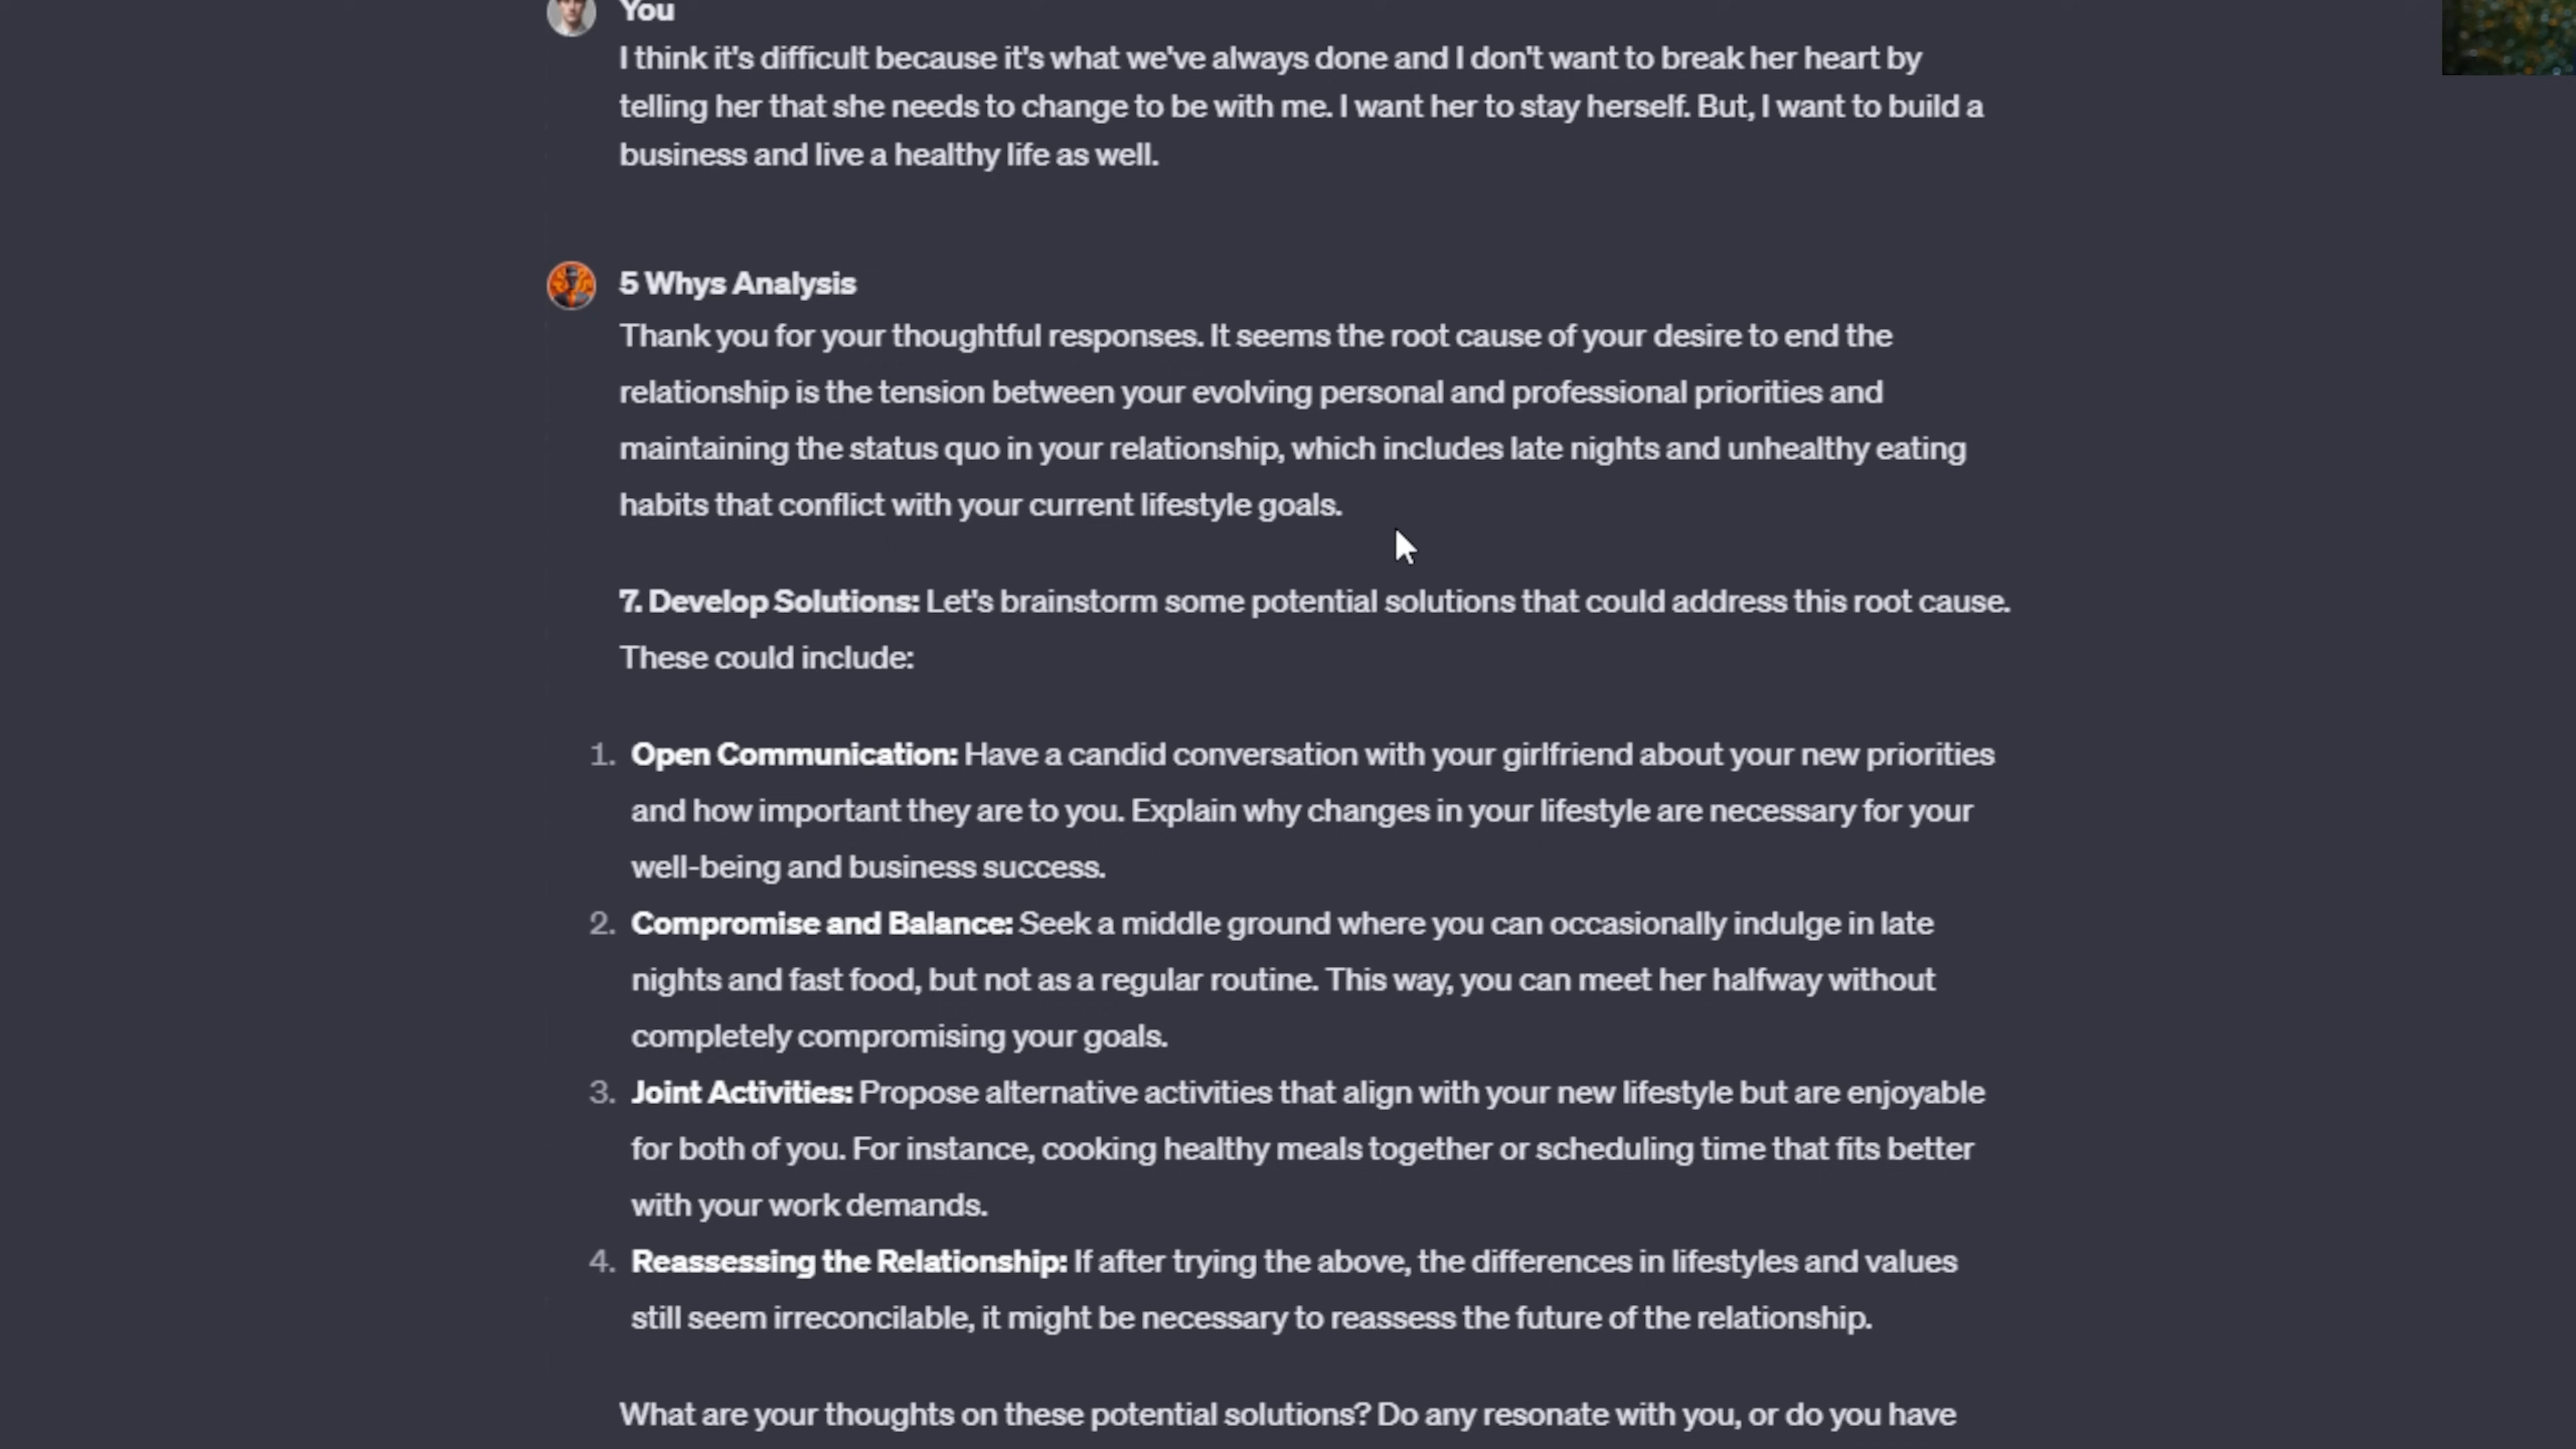 You
I think it's difficult because it's what we've always done and I don't want to break her heart by
telling her that she needs to change to be with me. I want her to stay herself. But, I want to build a
business and live a healthy life as well.
5 Whys Analysis
Thank you for your thoughtful responses. It seems the root cause of your desire to end the
relationship is the tension between your evolving personal and professional priorities and
maintaining the status quo in your relationship, which includes late nights and unhealthy eating
habits that conflict with your current lifestyle goals.
7. Develop Solutions: Let's brainstorm some potential solutions that could address this root cause.
These could include:
1. Open Communication: Have a candid conversation with your girlfriend about your new priorities
and how important they are to you. Explain why changes in your lifestyle are necessary for your
well-being and business success.
2. Compromise and Balance: Seek a middle ground where you can occasionally indulge in late
nights and fast food, but not as a regular routine. This way, you can meet her halfway without
completely compromising your goals.
3. Joint Activities: Propose alternative activities that align with your new lifestyle but are enjoyable
for both of you. For instance, cooking healthy meals together or scheduling time that fits better
with your work demands.
4. Reassessing the Relationship: If after trying the above, the differences in lifestyles and values
still seem irreconcilable, it might be necessary to reassess the future of the relationship.
What are your thoughts on these potential solutions? Do any resonate with you, or do you have